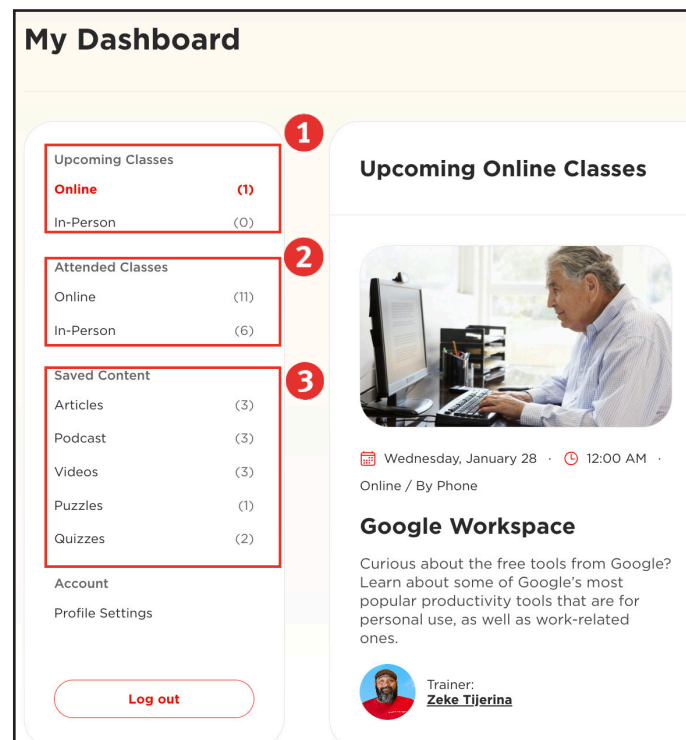 My Dashboard
1
Upcoming Classes
Online (1)
In-Person (0)
2
Attended Classes
Online (11)
In-Person (6)
3
Saved Content
Articles (3)
Podcast (3)
Videos (3)
Puzzles (1)
Quizzes (2)
Account
Profile Settings
Log out
Upcoming Online Classes
Wednesday, January 28 · 12:00 AM ·
Online / By Phone
Google Workspace
Curious about the free tools from Google?
Learn about some of Google’s most
popular productivity tools that are for
personal use, as well as work-related
ones.
Trainer:
Zeke Tijerina